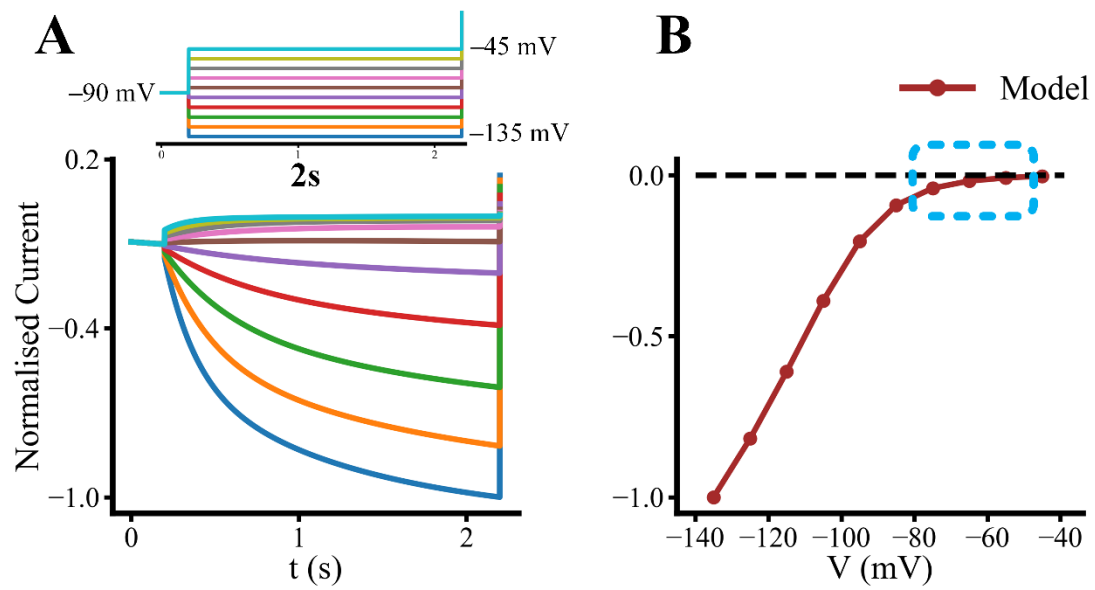 A
–45 mV
–90 mV
–135 mV
0 1 2
2s
0.2
−0.4
−1.0
Normalised Current
0 1 2
t (s)
B
Model
0.0
−0.5
−1.0
−140 −120 −100 −80 −60 −40
V (mV)